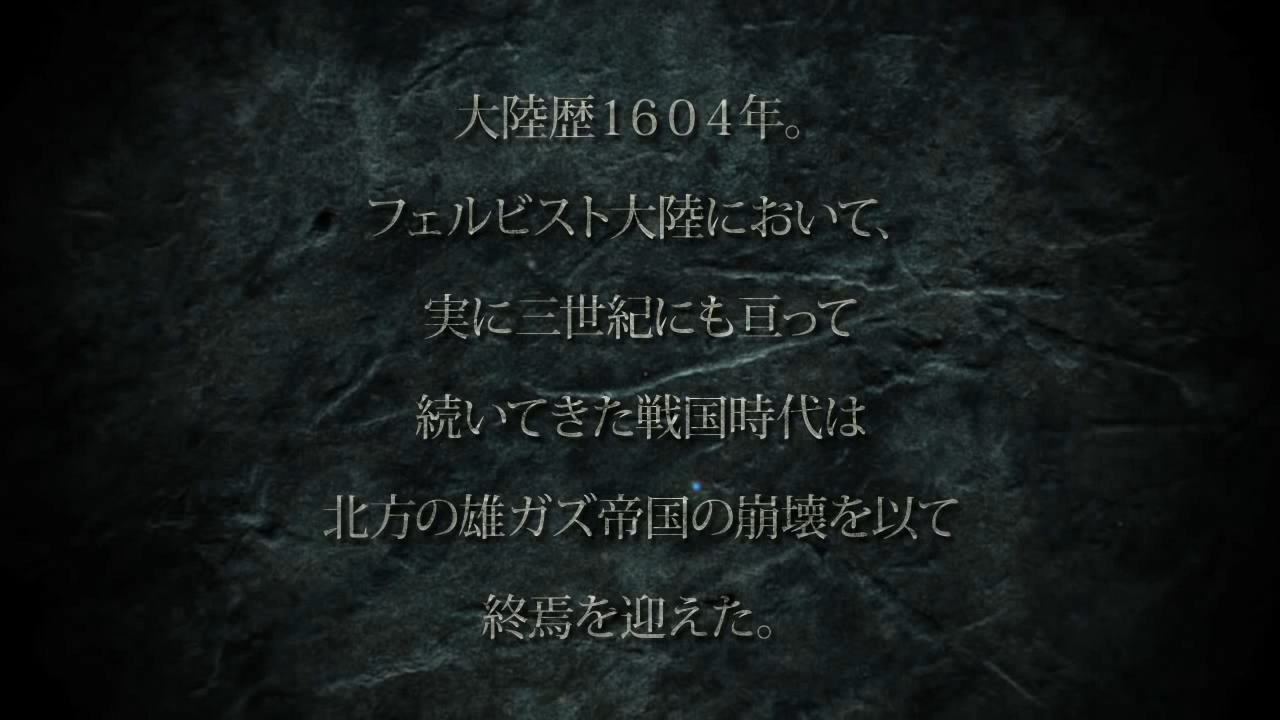 大陸歴１６０４年。
フェルビスト大陸において、
実に三世紀にも亘って
続いてきた戦国時代は
北方の雄ガズ帝国の崩壊を以て
終焉を迎えた。